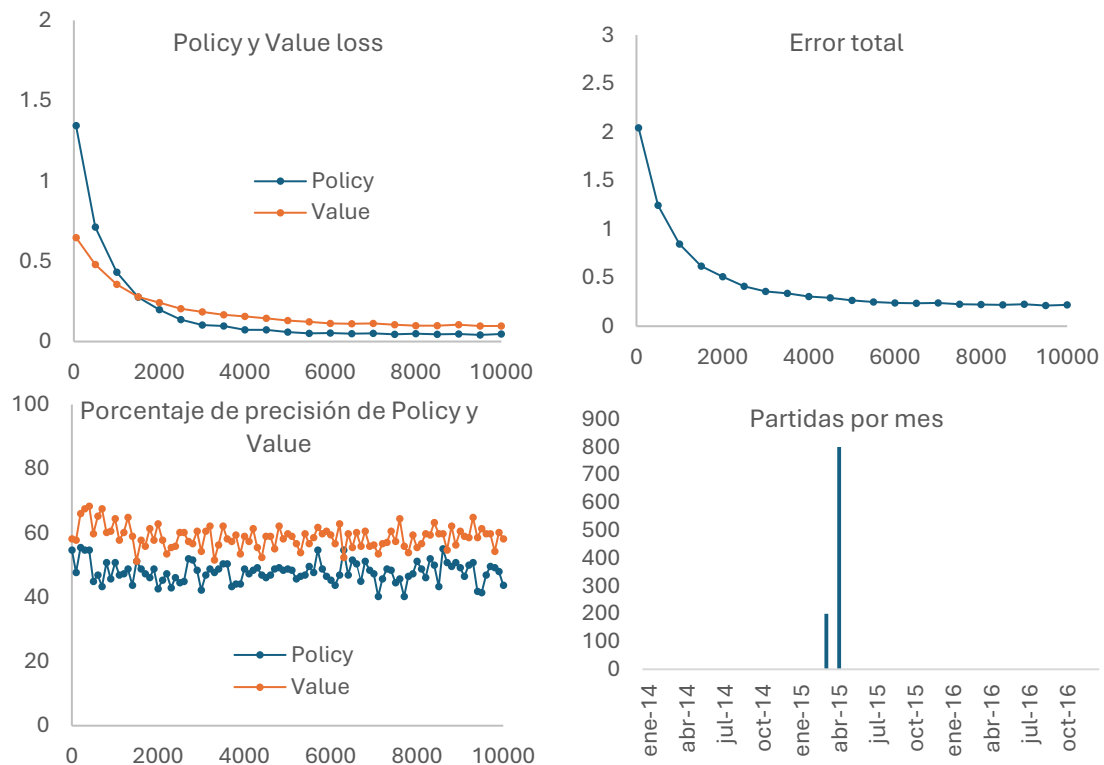 Policy y Value loss
2
1.5
1
0.5
0
0
2000
4000
6000
8000
10000
Policy
Value
Error total
3
2.5
2
1.5
1
0.5
0
0
2000
4000
6000
8000
10000
Porcentaje de precisión de Policy y
Value
100
80
60
40
20
0
0
2000
4000
6000
8000
10000
Policy
Value
Partidas por mes
900
800
700
600
500
400
300
200
100
0
ene-14
abr-14
jul-14
oct-14
ene-15
abr-15
jul-15
oct-15
ene-16
abr-16
jul-16
oct-16